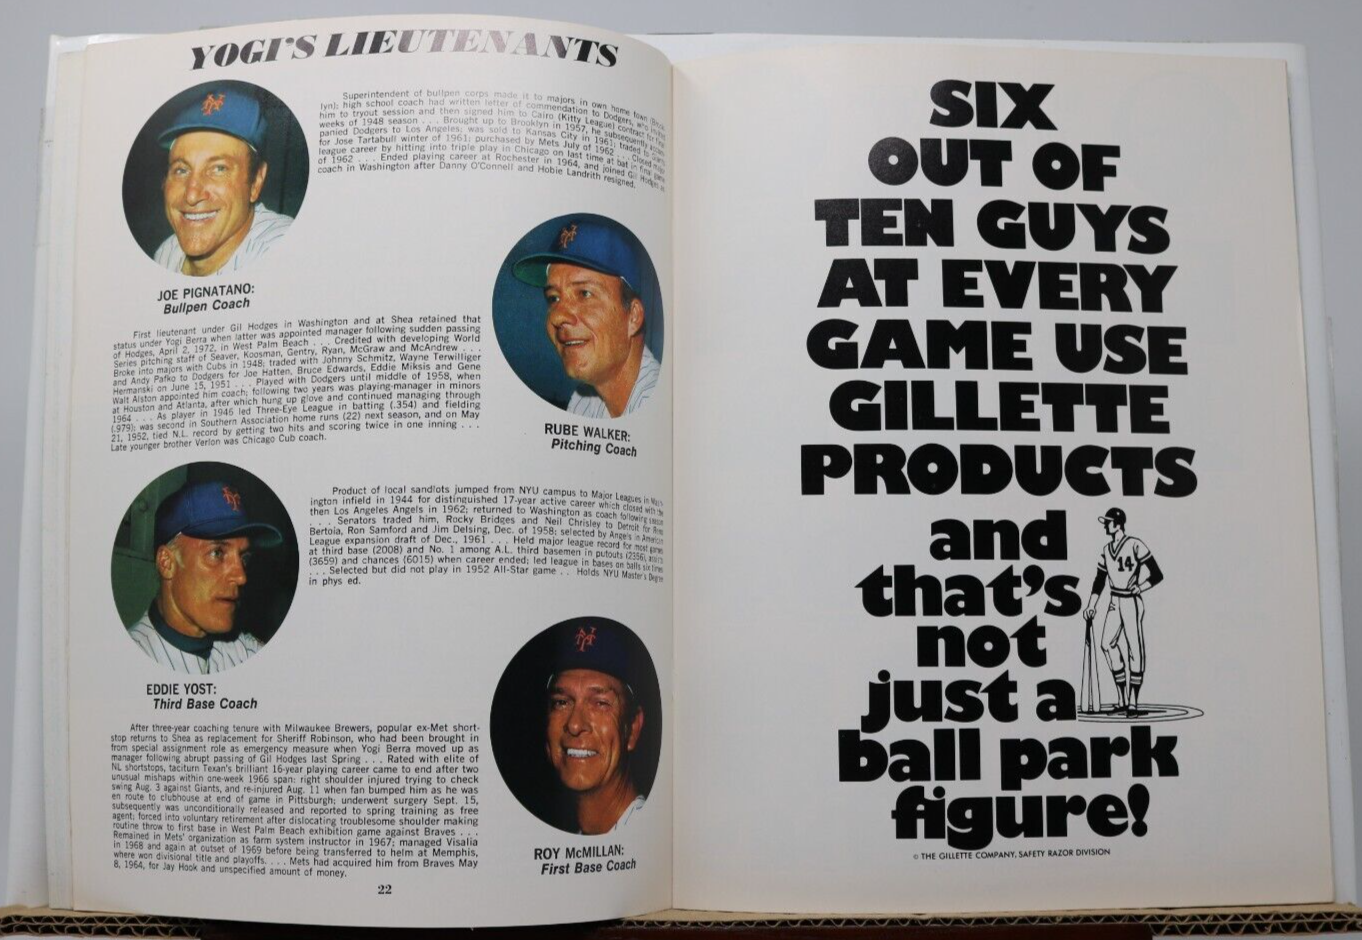 YOGI'S LIEUTENANTS
Superintendent of bullpen corps made it to majors in own home town
lyn); high school coach had written letter of commendation to Dodgers,
him to tryout session and then signed him to Cairo (Kitty League) contract for
weeks of 1948 season . . . Brought up to Brooklyn in 1957, he subsequently
panied Dodgers to Los Angeles; was sold to Kansas City in 1961; traded to
for Jose Tartabull winter of 1961; purchased by Mets July of 1962 . . . Closed
league career by hitting into triple play in Chicago on last time at bat in final game
of 1962 . . . Ended playing career at Rochester in 1964, and joined Gil Hodges as
coach in Washington after Danny O'Connell and Hobie Landrith resigned.
JOE PIGNATANO:
Bullpen Coach
First lieutenant under Gil Hodges in Washington and at Shea retained that
status under Yogi Berra when latter was appointed manager following sudden passing
of Hodges, April 2, 1972, in West Palm Beach . . . Credited with developing World
Series pitching staff of Seaver, Koosman, Gentry, Ryan, McGraw and McAndrew . . .
Broke into majors with Cubs in 1948; traded with Johnny Schmitz, Wayne Terwilliger
and Andy Pafko to Dodgers for Joe Hatten, Bruce Edwards, Eddie Miksis and Gene
Hermanski on June 15, 1951 . . . Played with Dodgers until middle of 1958, when
Walt Alston appointed him coach; following two years was playing-manager in minors
at Houston and Atlanta, after which hung up glove and continued managing through
1964 . . . As player in 1946 led Three-Eye League in batting (.354) and fielding
(.979); was second in Southern Association home runs (22) next season, and on May
21, 1952, tied N.L. record by getting two hits and scoring twice in one inning . . .
Late younger brother Verlon was Chicago Cub coach.
RUBE WALKER:
Pitching Coach
Product of local sandlots jumped from NYU campus to Major Leagues in Wash-
ington infield in 1944 for distinguished 17-year active career which closed with the
then Los Angeles Angels in 1962; returned to Washington as coach following season
. . . Senators traded him, Rocky Bridges and Neil Chrisley to Detroit for Reno
Bertoia, Ron Samford and Jim Delsing, Dec. of 1958; selected by Angels in American
League expansion draft of Dec., 1961 . . . Held major league record for most games
at third base (2008) and No. 1 among A.L. third basemen in putouts (2356), assists
(3659) and chances (6015) when career ended; led league in bases on balls six times
. . . Selected but did not play in 1952 All-Star game . . Holds NYU Master's Degree
in phys ed.
EDDIE YOST:
Third Base Coach
After three-year coaching tenure with Milwaukee Brewers, popular ex-Met short-
stop returns to Shea as replacement for Sheriff Robinson, who had been brought in
from special assignment role as emergency measure when Yogi Berra moved up as
manager following abrupt passing of Gil Hodges last Spring . . . Rated with elite of
NL shortstops, taciturn Texan's brilliant 16-year playing career came to end after two
unusual mishaps within one-week 1966 span: right shoulder injured trying to check
swing Aug. 3 against Giants, and re-injured Aug. 11 when fan bumped him as he was
en route to clubhouse at end of game in Pittsburgh; underwent surgery Sept. 15,
subsequently was unconditionally released and reported to spring training as free
agent; forced into voluntary retirement after dislocating troublesome shoulder making
routine throw to first base in West Palm Beach exhibition game against Braves . . .
Remained in Mets' organization as farm system instructor in 1967; managed Visalia
in 1968 and again at outset of 1969 before being transferred to helm at Memphis,
where won divisional title and playoffs. . . . Mets had acquired him from Braves May
8, 1964, for Jay Hook and unspecified amount of money.
ROY McMILLAN:
First Base Coach
22
SIX
OUT OF
TEN GUYS
AT EVERY
GAME USE
GILLETTE
PRODUCTS
and
that's
not
just a
ball park
figure!
14
© THE GILLETTE COMPANY, SAFETY RAZOR DIVISION